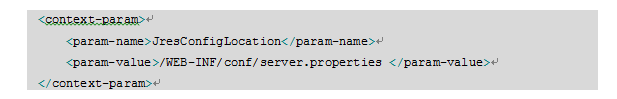 <context-param>
<param-name>JresConfigLocation</param-name>
<param-value>/WEB-INF/conf/server.properties </param-value>
</context-param>